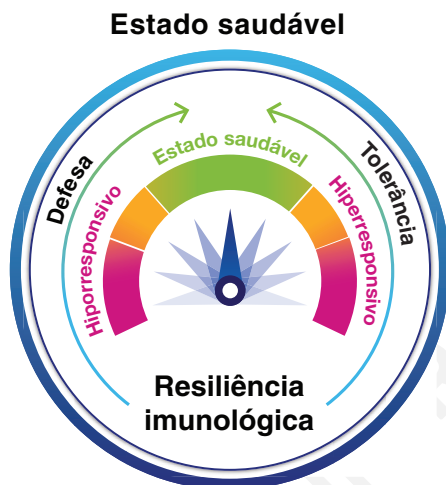 Estado saudável
Defesa
Hiporresponsivo
Estado saudável
Hiperresponsivo
Tolerância
Resiliência
imunológica